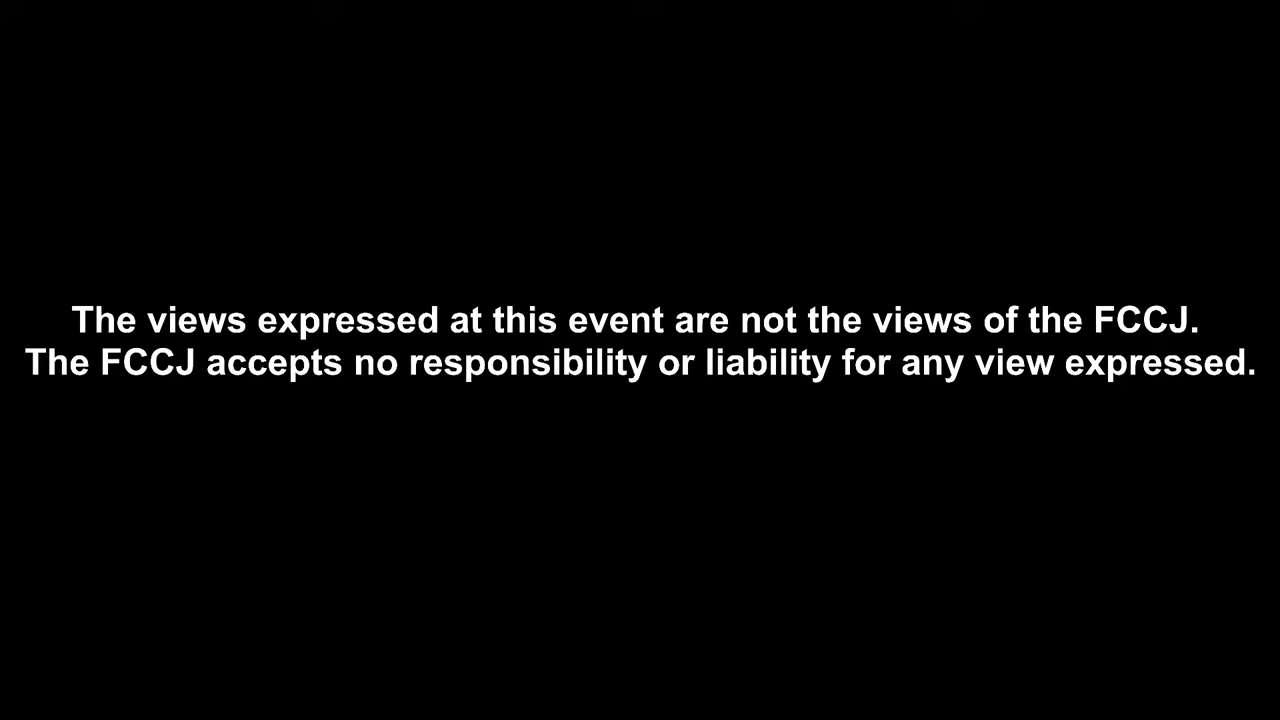 The views expressed at this event are not the views of the FCCJ.
The FCCJ accepts no responsibility or liability for any view expressed.